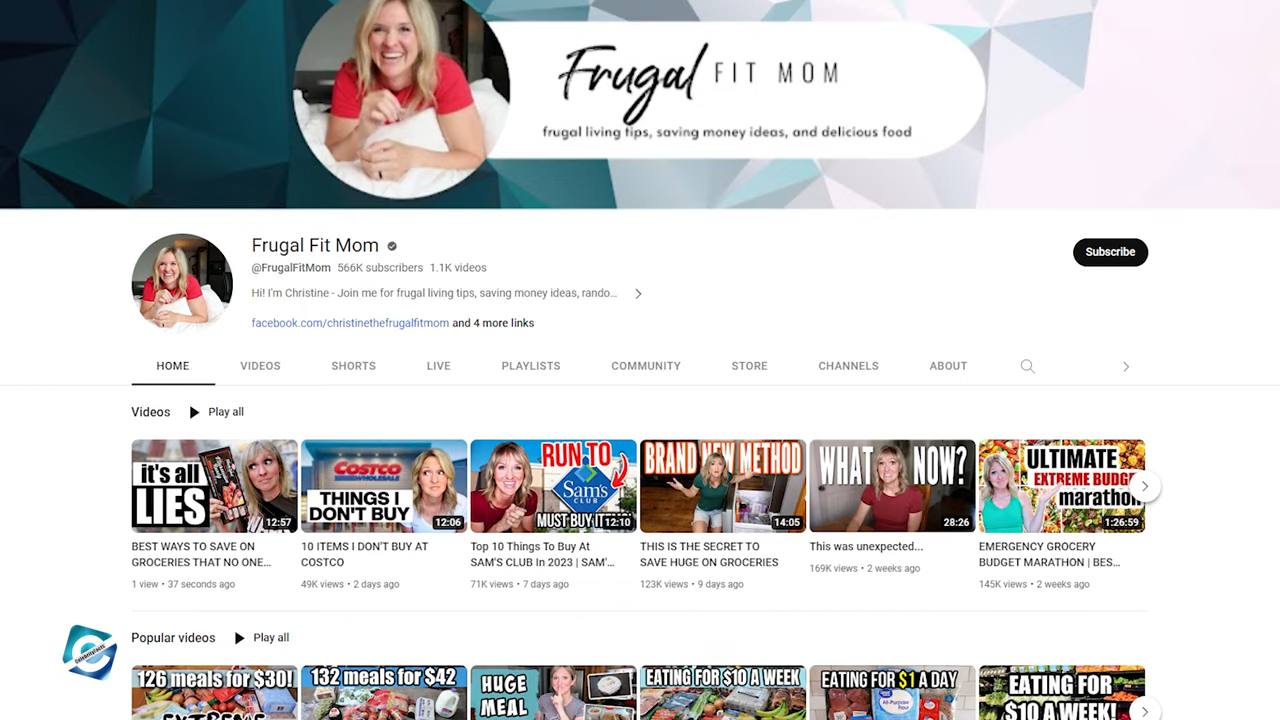 Frugal FIT MOM
frugal living tips, saving money ideas, and delicious food
Frugal Fit Mom
@FrugalFitMom 566K subscribers 1.1K videos
Subscribe
Hi! I'm Christine - Join me for frugal living tips, saving money ideas, rando...
facebook.com/christinethefrugalfitmom and 4 more links
HOME VIDEOS SHORTS LIVE PLAYLISTS COMMUNITY STORE CHANNELS ABOUT
Videos Play all
it's all
LIES
12:57
COSTCO
WHOLESALE
THINGS I
DON'T BUY
12:06
RUN TO
Sam's
CLUB
MUST BUY IT
12:10
BRAND NEW METHOD
14:05
WHAT NOW?
28:26
ULTIMATE
EXTREME BUDG
marathon
1:26:59
BEST WAYS TO SAVE ON
GROCERIES THAT NO ONE...
1 view • 37 seconds ago
10 ITEMS I DON'T BUY AT
COSTCO
49K views • 2 days ago
Top 10 Things To Buy At
SAM'S CLUB In 2023 | SAM'...
71K views • 7 days ago
THIS IS THE SECRET TO
SAVE HUGE ON GROCERIES
123K views • 9 days ago
This was unexpected...
169K views • 2 weeks ago
EMERGENCY GROCERY
BUDGET MARATHON | BES...
145K views • 2 weeks ago
Popular videos Play all
126 meals for $30!
EXTREME
132 meals for $42
HUGE
MEAL
EATING FOR $10 A WEEK
EATING FOR $1 A DAY
All-Purpose
EATING FOR
$10 A WEEK!
CelebrityFacts